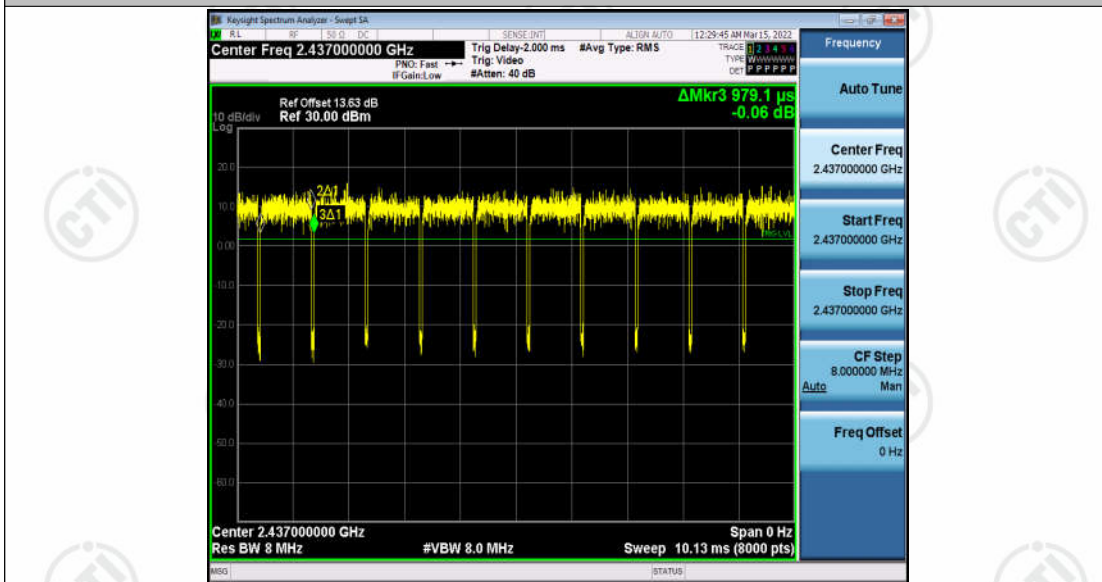 Keysight Spectrum Analyzer - Swept SA
RL RF 50 Ω DC SENSE:INT ALIGN AUTO 12:29:45 AM Mar 15, 2022
Center Freq 2.437000000 GHz
PNO: Fast
IFGain:Low
Trig Delay-2.000 ms
Trig: Video
#Atten: 40 dB
#Avg Type: RMS
TRACE 1 2 3 4 5 6
TYPE WWWWWW
DET P P P P P P
ΔMkr3 979.1 µs
-0.06 dB
Ref Offset 13.63 dB
10 dB/div Ref 30.00 dBm
Log
20.0
10.0
0.00
-10.0
-20.0
-30.0
-40.0
-50.0
-60.0
2Δ1
3Δ1
TRIG LVL
Center 2.437000000 GHz
Res BW 8 MHz
#VBW 8.0 MHz
Span 0 Hz
Sweep 10.13 ms (8000 pts)
MSG
STATUS
Frequency
Auto Tune
Center Freq
2.437000000 GHz
Start Freq
2.437000000 GHz
Stop Freq
2.437000000 GHz
CF Step
8.000000 MHz
Auto Man
Freq Offset
0 Hz
CTI
CTI